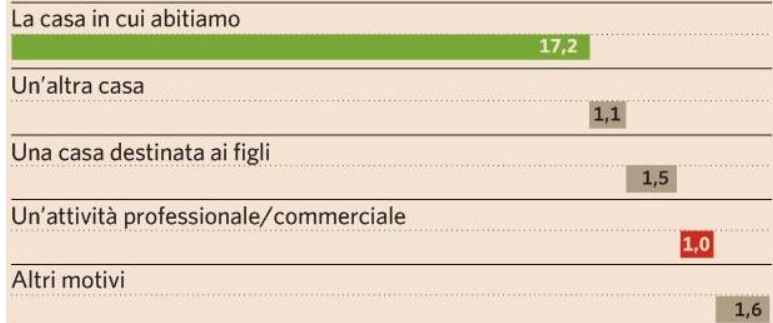 La casa in cui abitiamo
17,2
Un'altra casa
1,1
Una casa destinata ai figli
1,5
Un'attività professionale/commerciale
1,0
Altri motivi
1,6